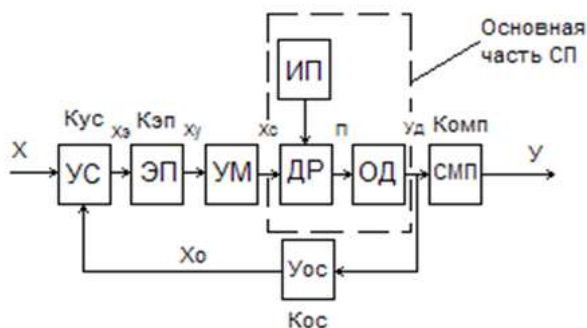 Основная
часть СП
ИП
Кус
Хэ
Кэп
Ху
Хс
П
Уд
Комп
Х
УС
ЭП
УМ
ДР
ОД
СМП
У
Хо
Уос
Кос